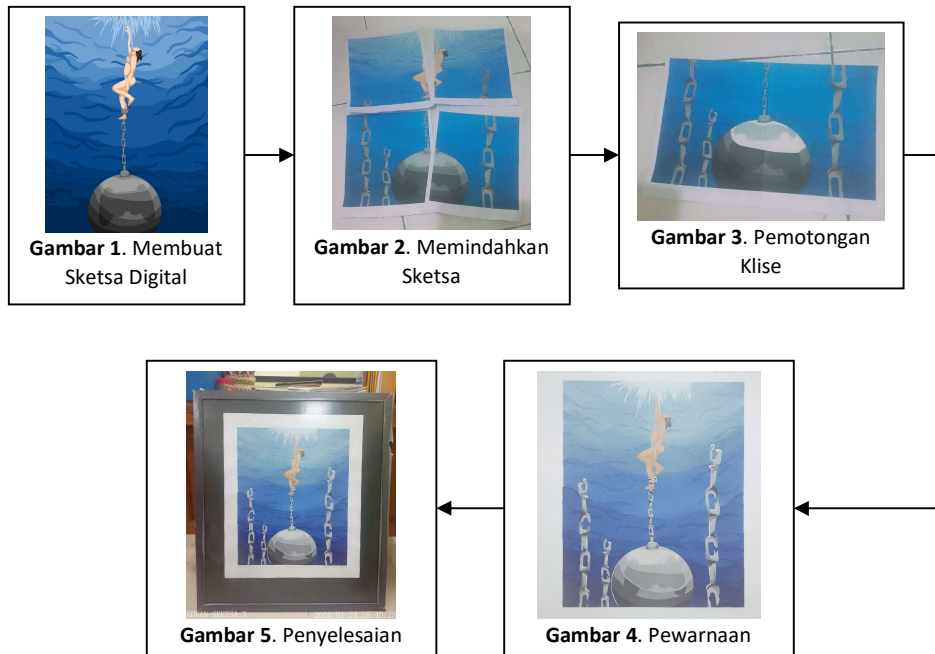 Gambar 1. Membuat
Sketsa Digital
Gambar 2. Memindahkan
Sketsa
Gambar 3. Pemotongan
Klise
Gambar 5. Penyelesaian
Gambar 4. Pewarnaan